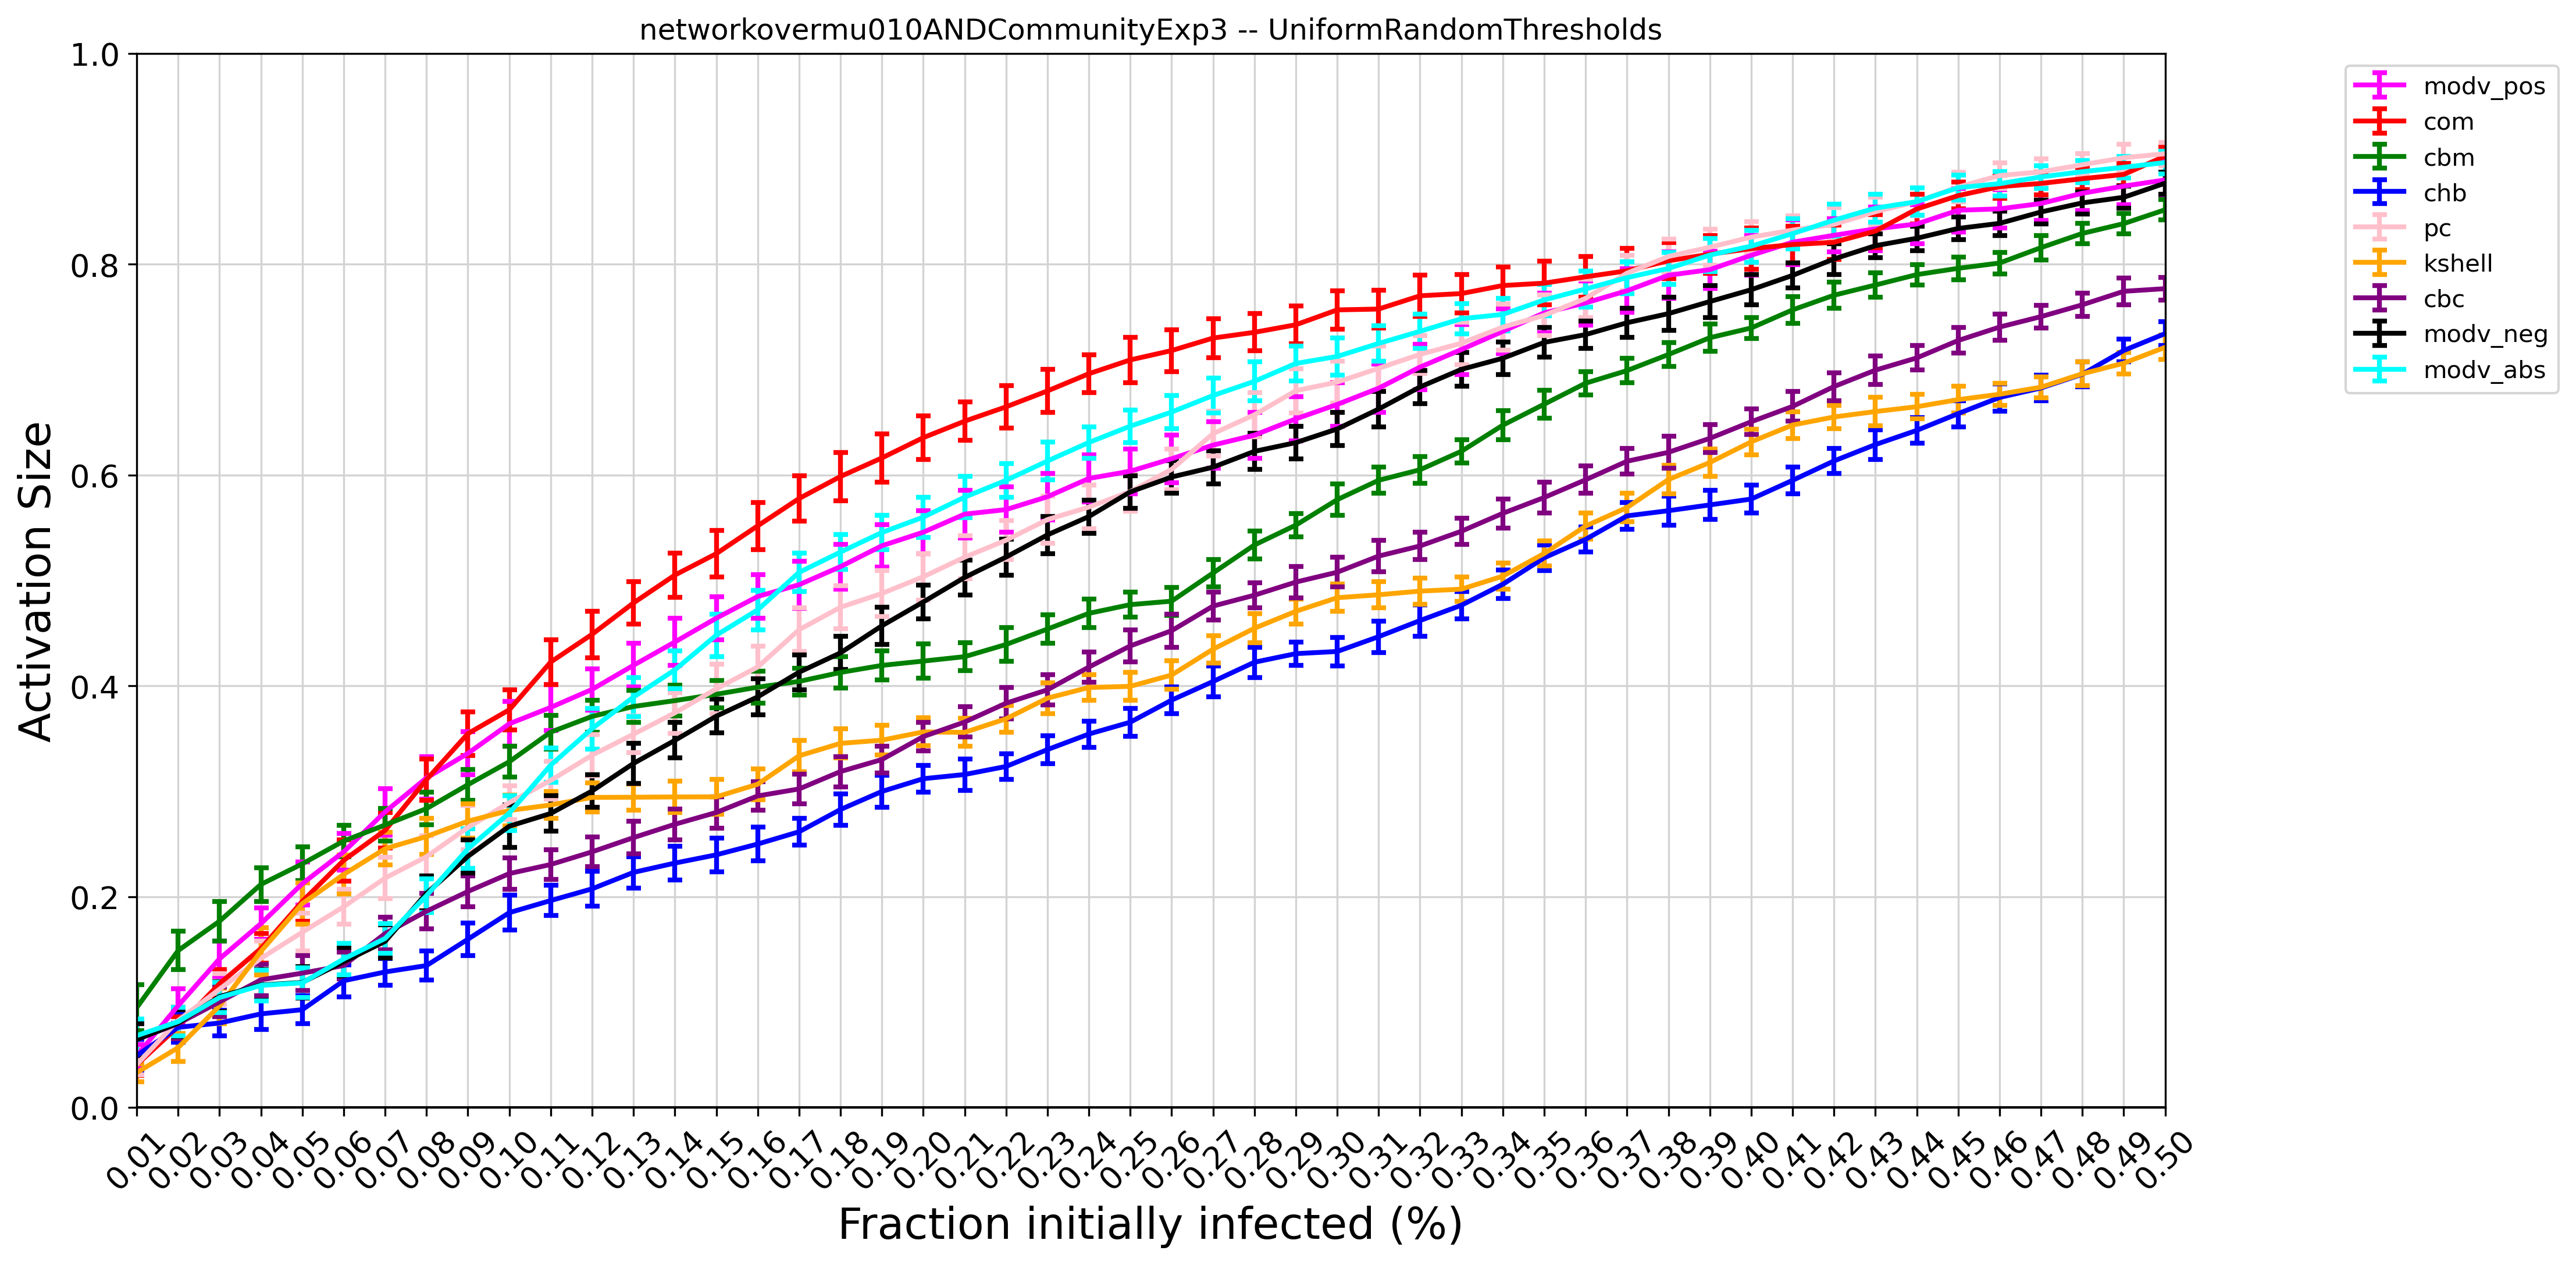 networkovermu010ANDCommunityExp3 -- UniformRandomThresholds
1.0
0.8
0.6
0.4
0.2
0.0
Activation Size
0.01 0.02 0.03 0.04 0.05 0.06 0.07 0.08 0.09 0.10 0.11 0.12 0.13 0.14 0.15 0.16 0.17 0.18 0.19 0.20 0.21 0.22 0.23 0.24 0.25 0.26 0.27 0.28 0.29 0.30 0.31 0.32 0.33 0.34 0.35 0.36 0.37 0.38 0.39 0.40 0.41 0.42 0.43 0.44 0.45 0.46 0.47 0.48 0.49 0.50
Fraction initially infected (%)
modv_pos
com
cbm
chb
pc
kshell
cbc
modv_neg
modv_abs